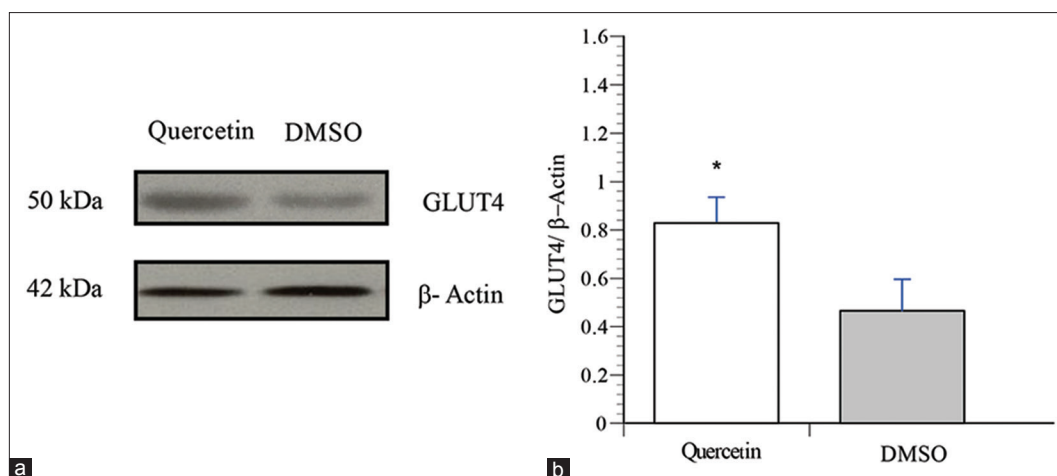 Quercetin DMSO
50 kDa GLUT4
42 kDa β- Actin
a
GLUT4/ β–Actin
1.6
1.4
1.2
1
0.8
0.6
0.4
0.2
0
*
Quercetin DMSO
b